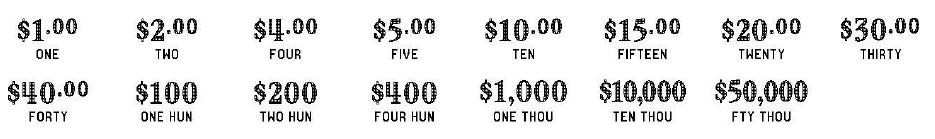 $1.00 $2.00 $4.00 $5.00 $10.00 $15.00 $20.00 $30.00
ONE TWO FOUR FIVE TEN FIFTEEN TWENTY THIRTY
$40.00 $100 $200 $400 $1,000 $10,000 $50,000
FORTY ONE HUN TWO HUN FOUR HUN ONE THOU TEN THOU FTY THOU